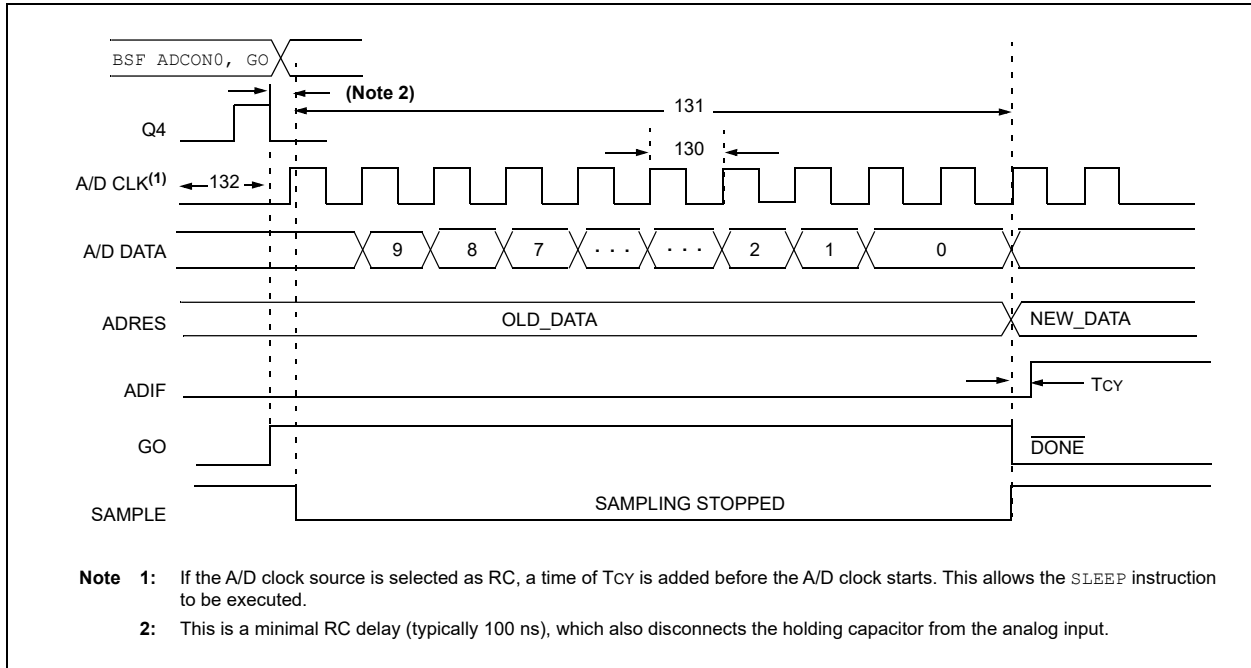 BSF ADCON0, GO
(Note 2)
131
Q4
130
A/D CLK(1)
132
A/D DATA
9 8 7 · · · · · · 2 1 0
ADRES
OLD_DATA
NEW_DATA
ADIF
TCY
GO
DONE
SAMPLE
SAMPLING STOPPED
Note 1: If the A/D clock source is selected as RC, a time of TCY is added before the A/D clock starts. This allows the SLEEP instruction
to be executed.
2: This is a minimal RC delay (typically 100 ns), which also disconnects the holding capacitor from the analog input.